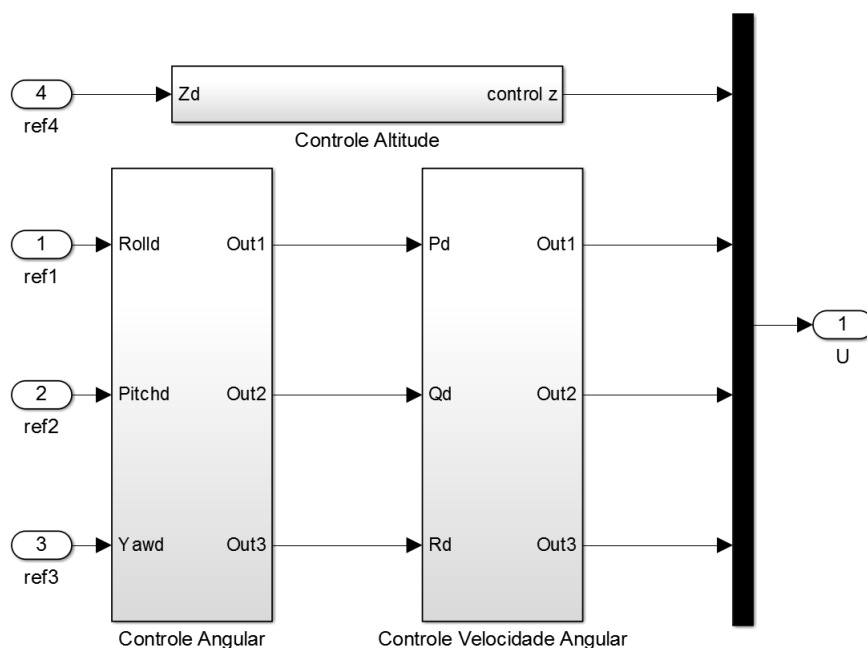 4
Zd
control z
ref4
Controle Altitude
1
Rolld
Out1
Pd
Out1
ref1
1
U
2
Pitchd
Out2
Qd
Out2
ref2
3
Yawd
Out3
Rd
Out3
ref3
Controle Angular
Controle Velocidade Angular